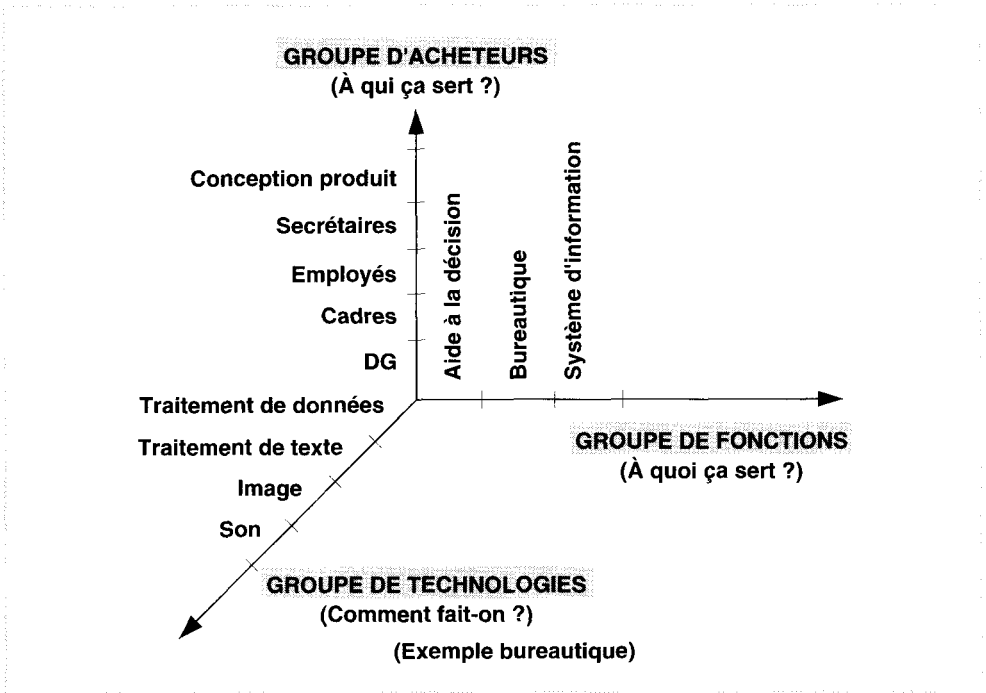 GROUPE D'ACHETEURS
(À qui ça sert ?)
Conception produit
Secrétaires
Employés
Cadres
DG
Aide à la décision
Bureautique
Système d'information
Traitement de données
Traitement de texte
Image
Son
GROUPE DE FONCTIONS
(À quoi ça sert ?)
GROUPE DE TECHNOLOGIES
(Comment fait-on ?)
(Exemple bureautique)